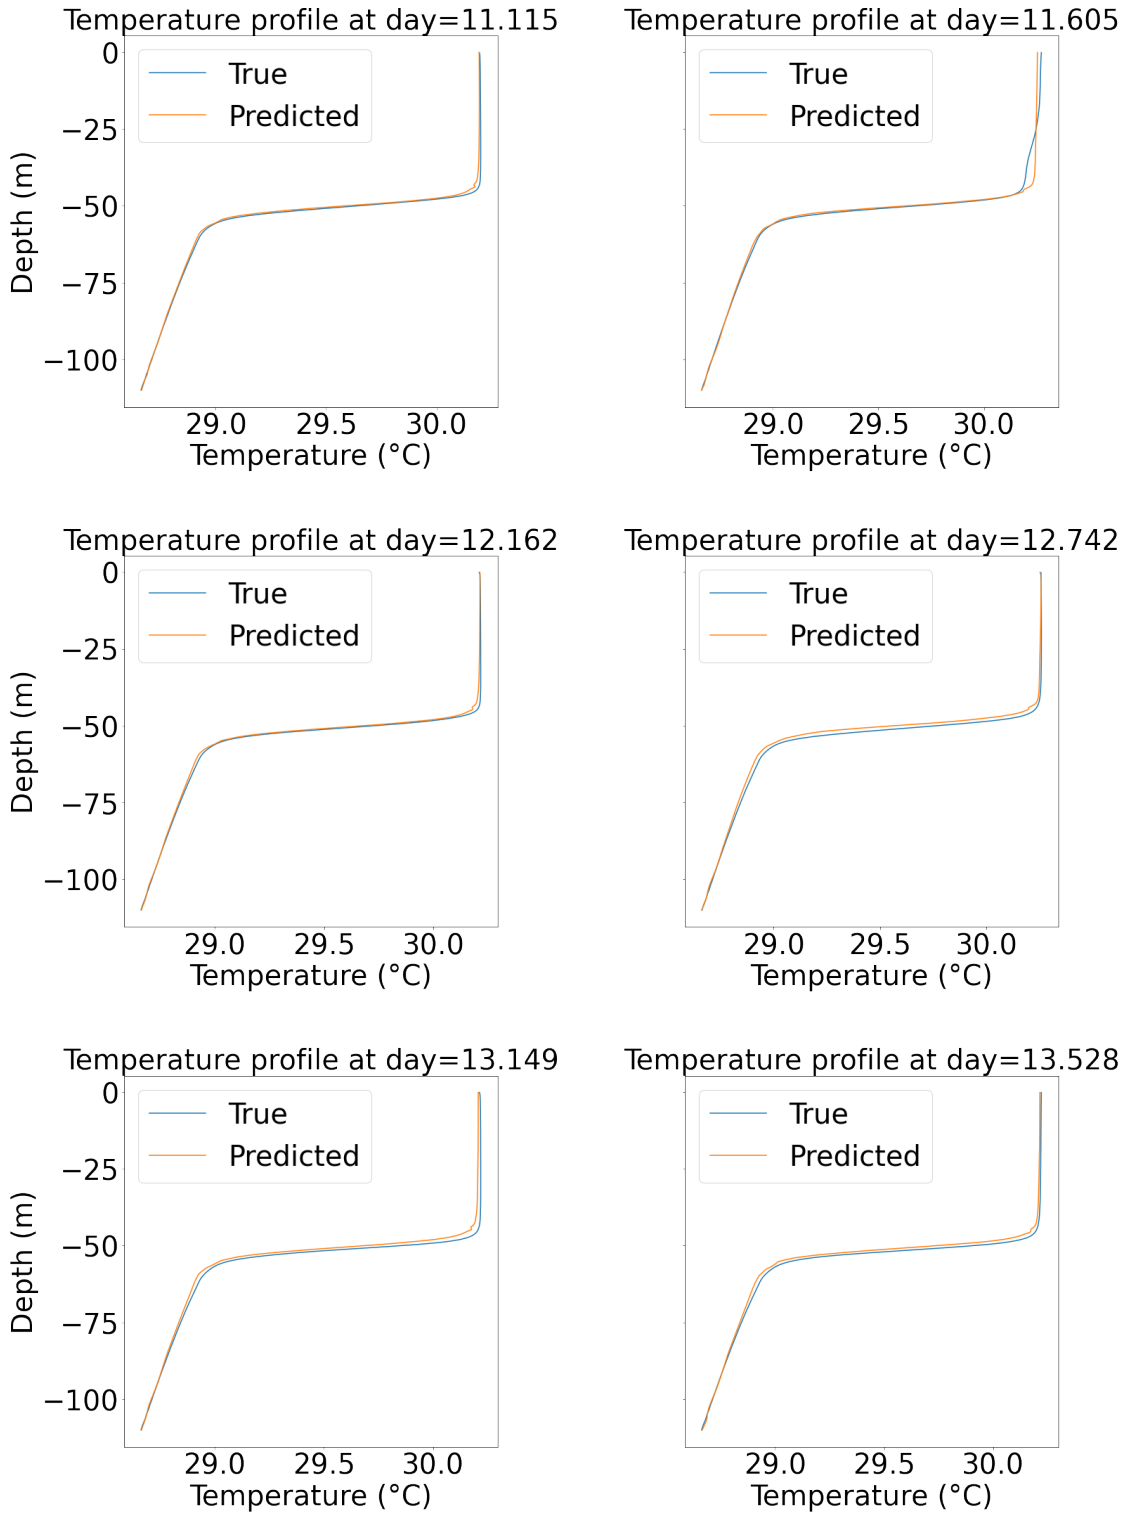 Temperature profile at day=11.115
True
Predicted
0
−25
−50
−75
−100
Depth (m)
29.0 29.5 30.0
Temperature (°C)
Temperature profile at day=11.605
True
Predicted
29.0 29.5 30.0
Temperature (°C)
Temperature profile at day=12.162
True
Predicted
0
−25
−50
−75
−100
Depth (m)
29.0 29.5 30.0
Temperature (°C)
Temperature profile at day=12.742
True
Predicted
29.0 29.5 30.0
Temperature (°C)
Temperature profile at day=13.149
True
Predicted
0
−25
−50
−75
−100
Depth (m)
29.0 29.5 30.0
Temperature (°C)
Temperature profile at day=13.528
True
Predicted
29.0 29.5 30.0
Temperature (°C)